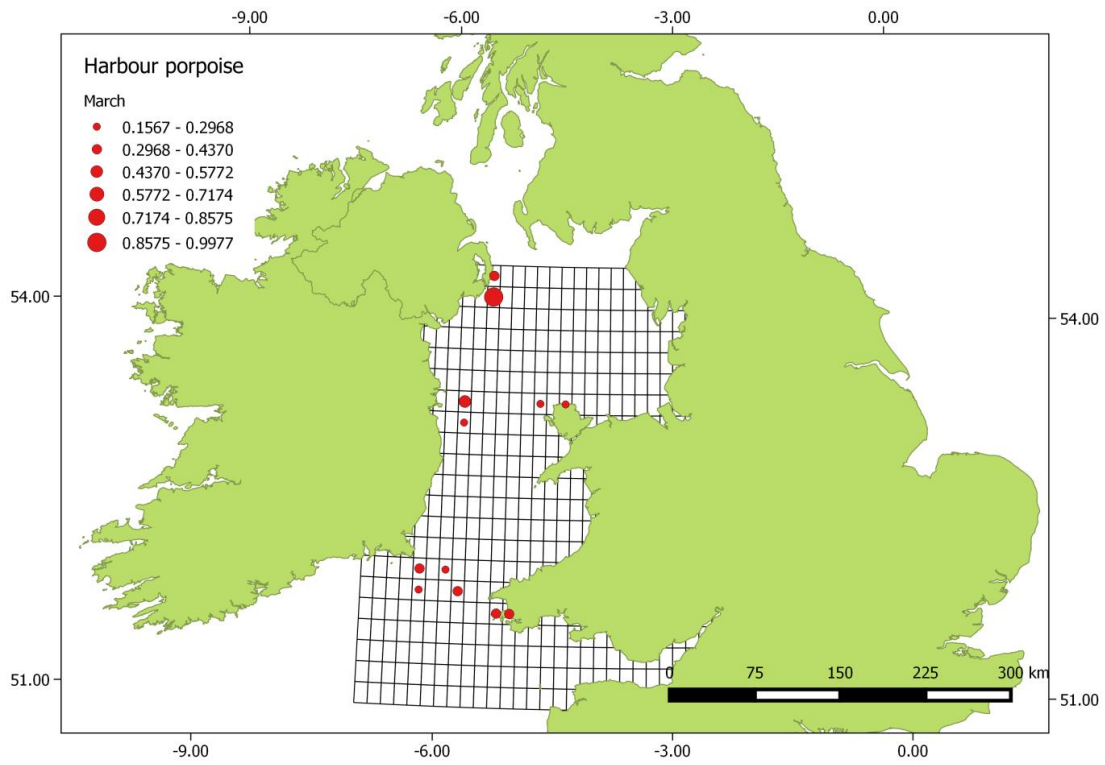 -9.00 -6.00 -3.00 0.00
Harbour porpoise
March
0.1567 - 0.2968
0.2968 - 0.4370
0.4370 - 0.5772
0.5772 - 0.7174
0.7174 - 0.8575
0.8575 - 0.9977
54.00 54.00
0 75 150 225 300 km
51.00 51.00
-9.00 -6.00 -3.00 0.00